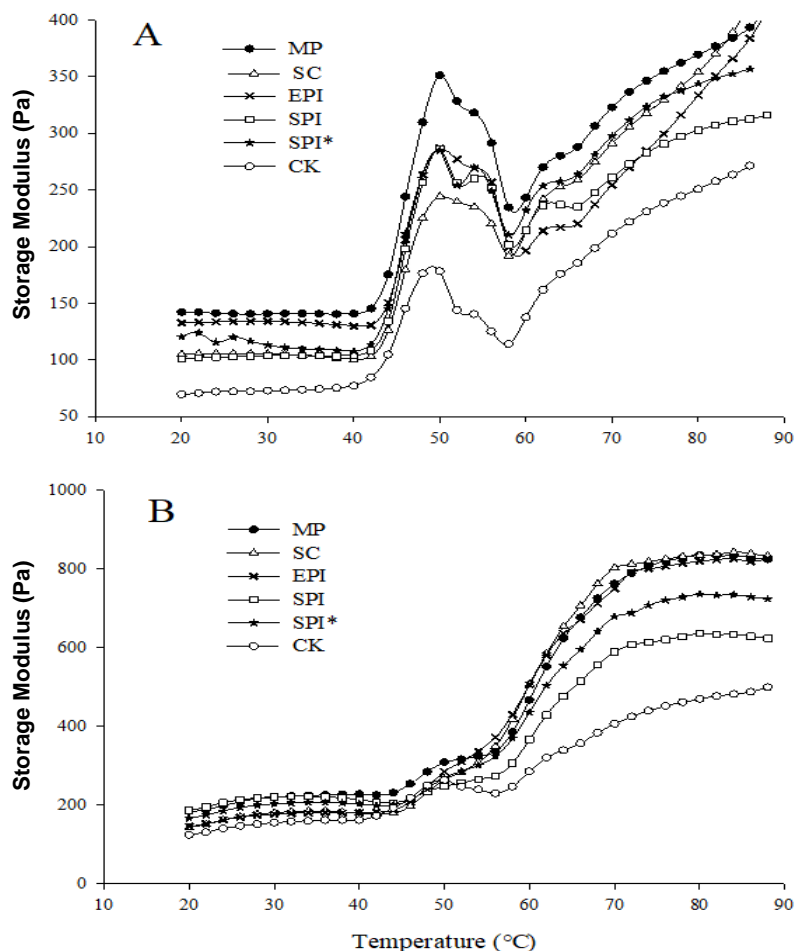 400
A
MP
SC
350
EPI
SPI
300
SPI*
CK
250
Storage Modulus (Pa)
200
150
100
50
10 20 30 40 50 60 70 80 90
1000
B
MP
SC
800
EPI
SPI
SPI*
600
CK
Storage Modulus (Pa)
400
200
0
10 20 30 40 50 60 70 80 90
Temperature (°C)